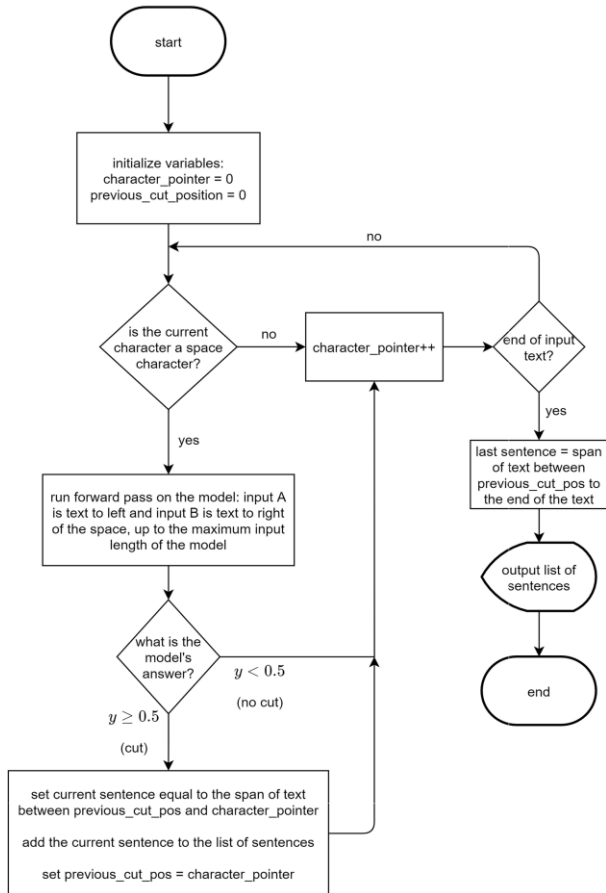 start
initialize variables:
character_pointer = 0
previous_cut_position = 0
no
is the current
character a space
character?
no
character_pointer++
end of input
text?
yes
yes
last sentence = span
of text between
previous_cut_pos to
the end of the text
run forward pass on the model: input A
is text to left and input B is text to right
of the space, up to the maximum input
length of the model
output list of
sentences
what is the
model's
answer?
y < 0.5
(no cut)
end
y ≥ 0.5
(cut)
set current sentence equal to the span of text
between previous_cut_pos and character_pointer
add the current sentence to the list of sentences
set previous_cut_pos = character_pointer